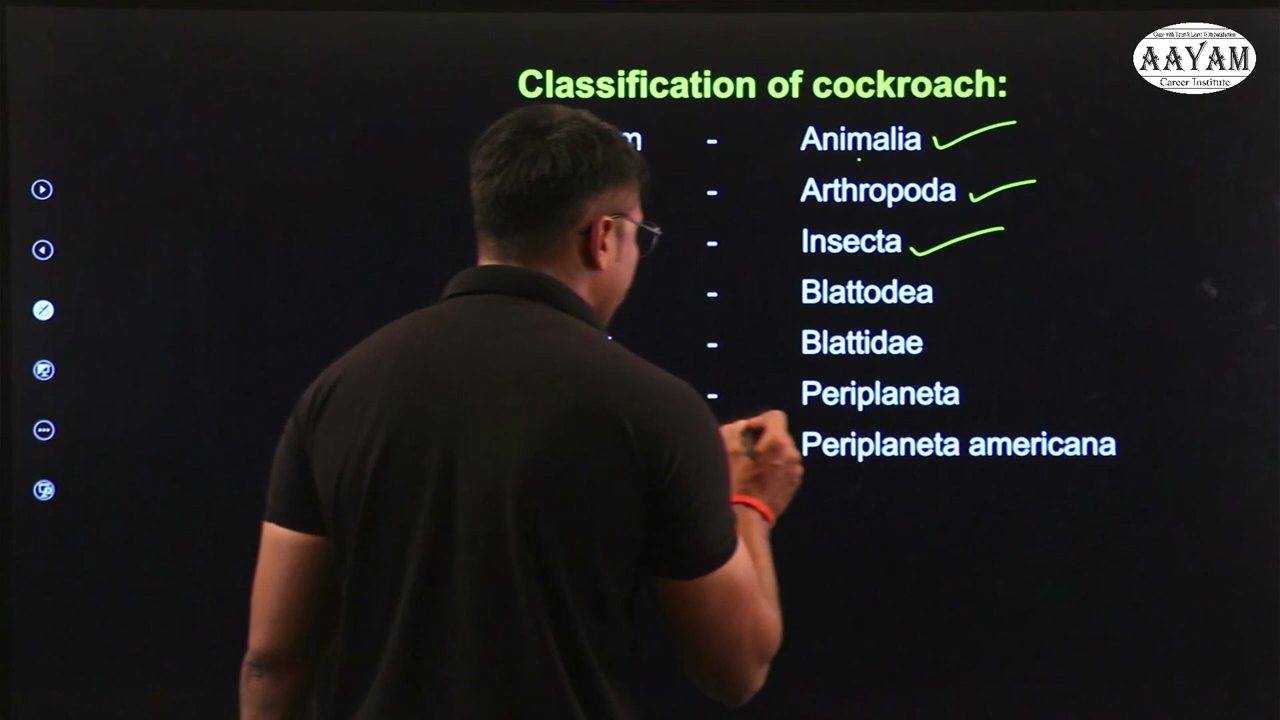 AAYAM
Career Institute
Classification of cockroach:
m - Animalia
- Arthropoda
- Insecta
- Blattodea
- Blattidae
- Periplaneta
Periplaneta americana